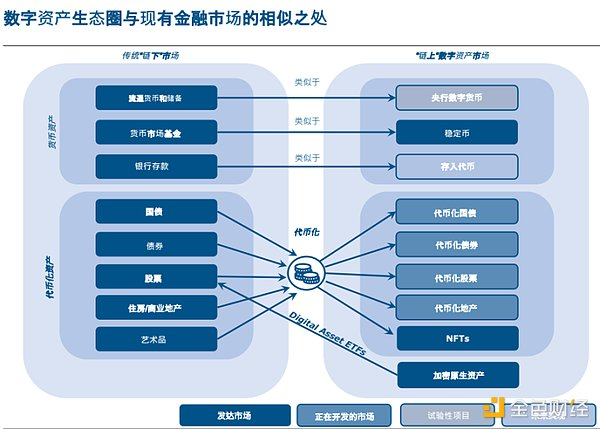 数字资产生态圈与现有金融市场的相似之处
传统“链下”市场
“链上”数字资产市场
货币资产
流通货币和储备
类似于
央行数字货币
货币市场基金
类似于
稳定币
银行存款
类似于
存入代币
代币化资产
国债
代币化
代币化国债
债券
代币化债券
股票
代币化股票
住房/商业地产
代币化地产
艺术品
NFTs
Digital Asset ETFs
加密原生资产
发达市场
正在开发的市场
试验性项目
金色财经